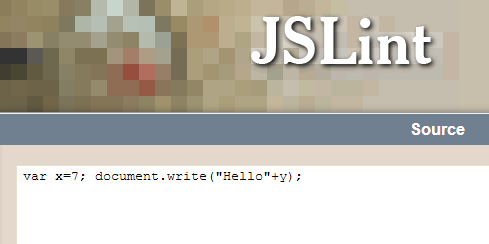 JSLint
Source
var x=7; document.write("Hello"+y);